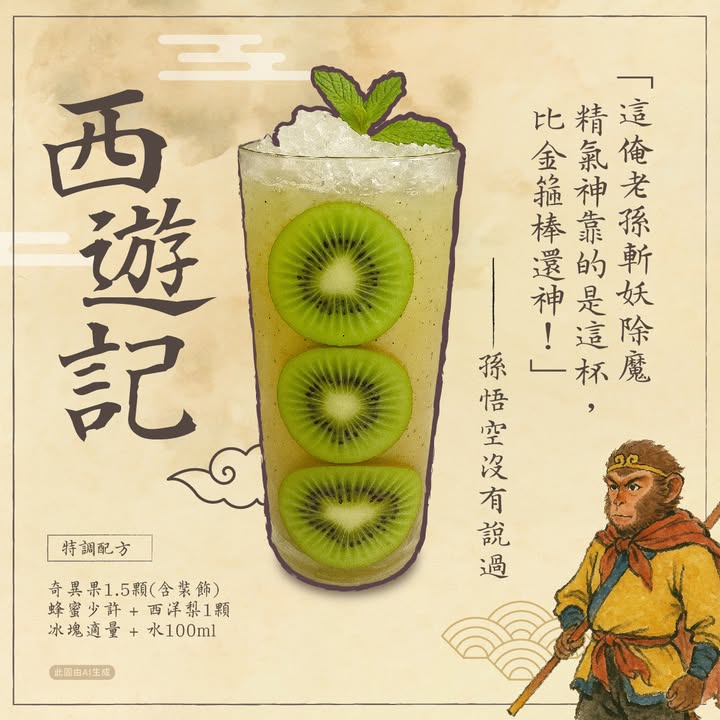 西遊記
「這俺老孫斬妖除魔
精氣神靠的是這杯，
比金箍棒還神！」
——孫悟空沒有說過
特調配方
奇異果1.5顆(含裝飾)
蜂蜜少許 + 西洋梨1顆
冰塊適量 + 水100ml
此圖由AI生成